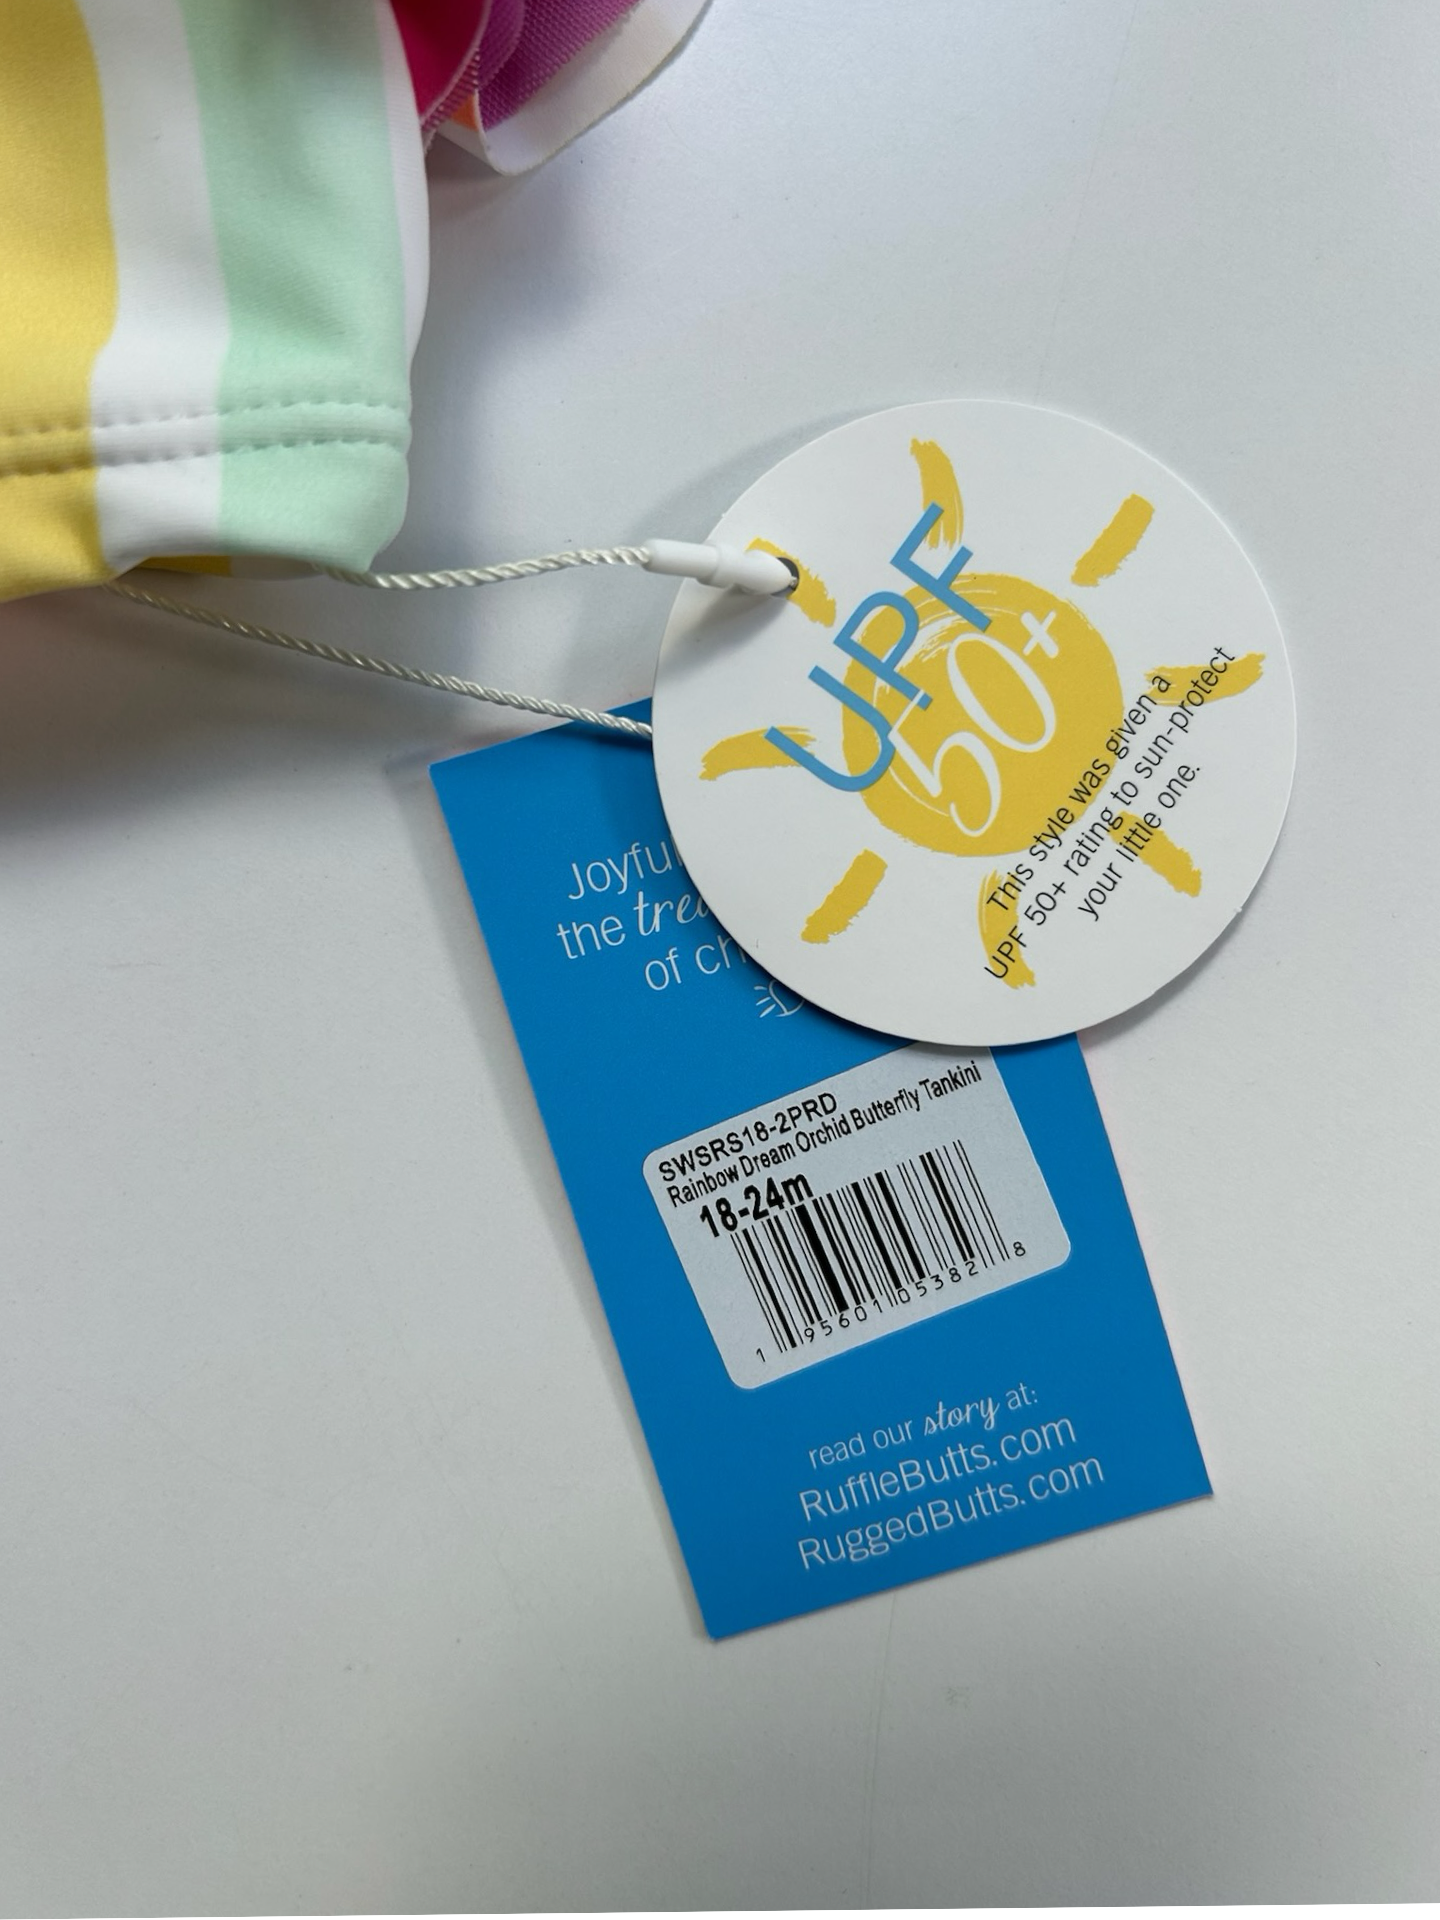 UPF
50+
This style was given a
UPF 50+ rating to sun-protect
your little one.
Joyful
the
of
SWSRS18-2PRD
Rainbow Dream Orchid Butterfly Tankini
18-24m
1 95601 05382 8
read our story at:
RuffleButts.com
RuggedButts.com